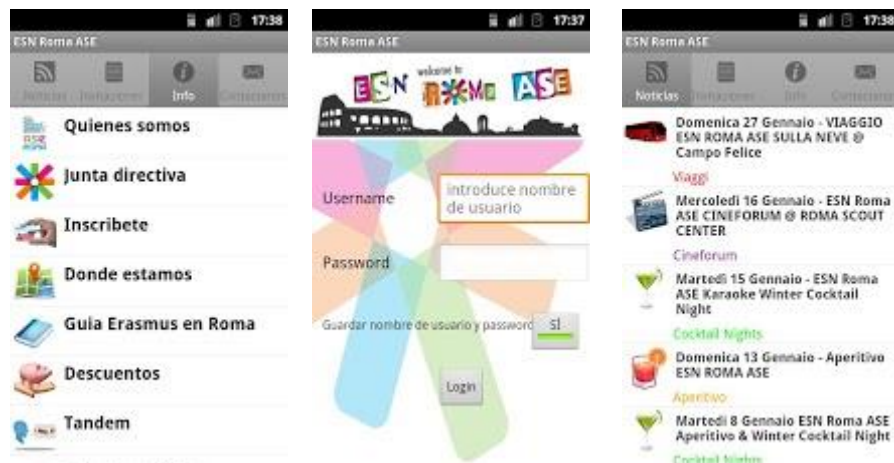 17:38
ESN Roma ASE
Noticias
Info
Quienes somos
Junta directiva
Inscribete
Donde estamos
Guia Erasmus en Roma
Descuentos
Tandem
17:37
ESN Roma ASE
ESN welcome to ROMA ASE
Username
introduce nombre
de usuario
Password
Guardar nombre de usuario y password
SÍ
Login
17:38
ESN Roma ASE
Noticias
Info
Domenica 27 Gennaio - VIAGGIO
ESN ROMA ASE SULLA NEVE @
Campo Felice
Viaggi
Mercoledì 16 Gennaio - ESN Roma
ASE CINEFORUM @ ROMA SCOUT
CENTER
Cineforum
Martedì 15 Gennaio - ESN Roma
ASE Karaoke Winter Cocktail
Night
Cocktail Nights
Domenica 13 Gennaio - Aperitivo
ESN ROMA ASE
Aperitivo
Martedì 8 Gennaio ESN Roma ASE
Aperitivo & Winter Cocktail Night
Cocktail Nights